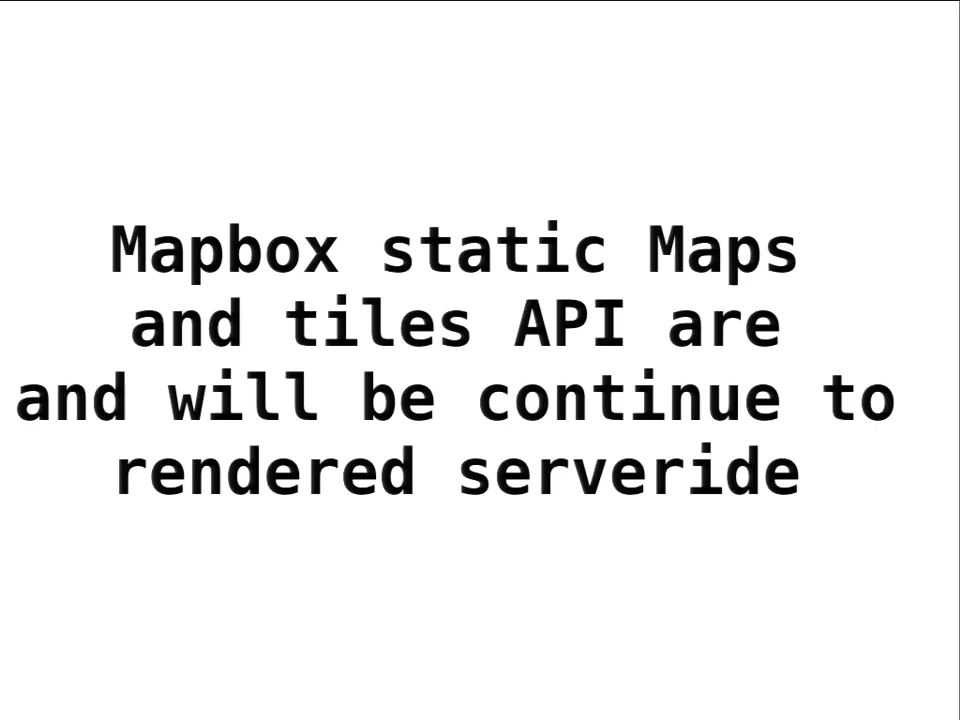 Mapbox static Maps
and tiles API are
and will be continue to
rendered serveride